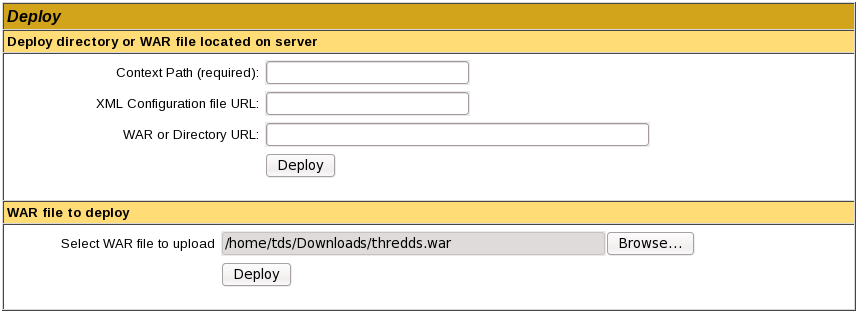 Deploy
Deploy directory or WAR file located on server
Context Path (required):
XML Configuration file URL:
WAR or Directory URL:
Deploy
WAR file to deploy
Select WAR file to upload /home/tds/Downloads/thredds.war Browse...
Deploy